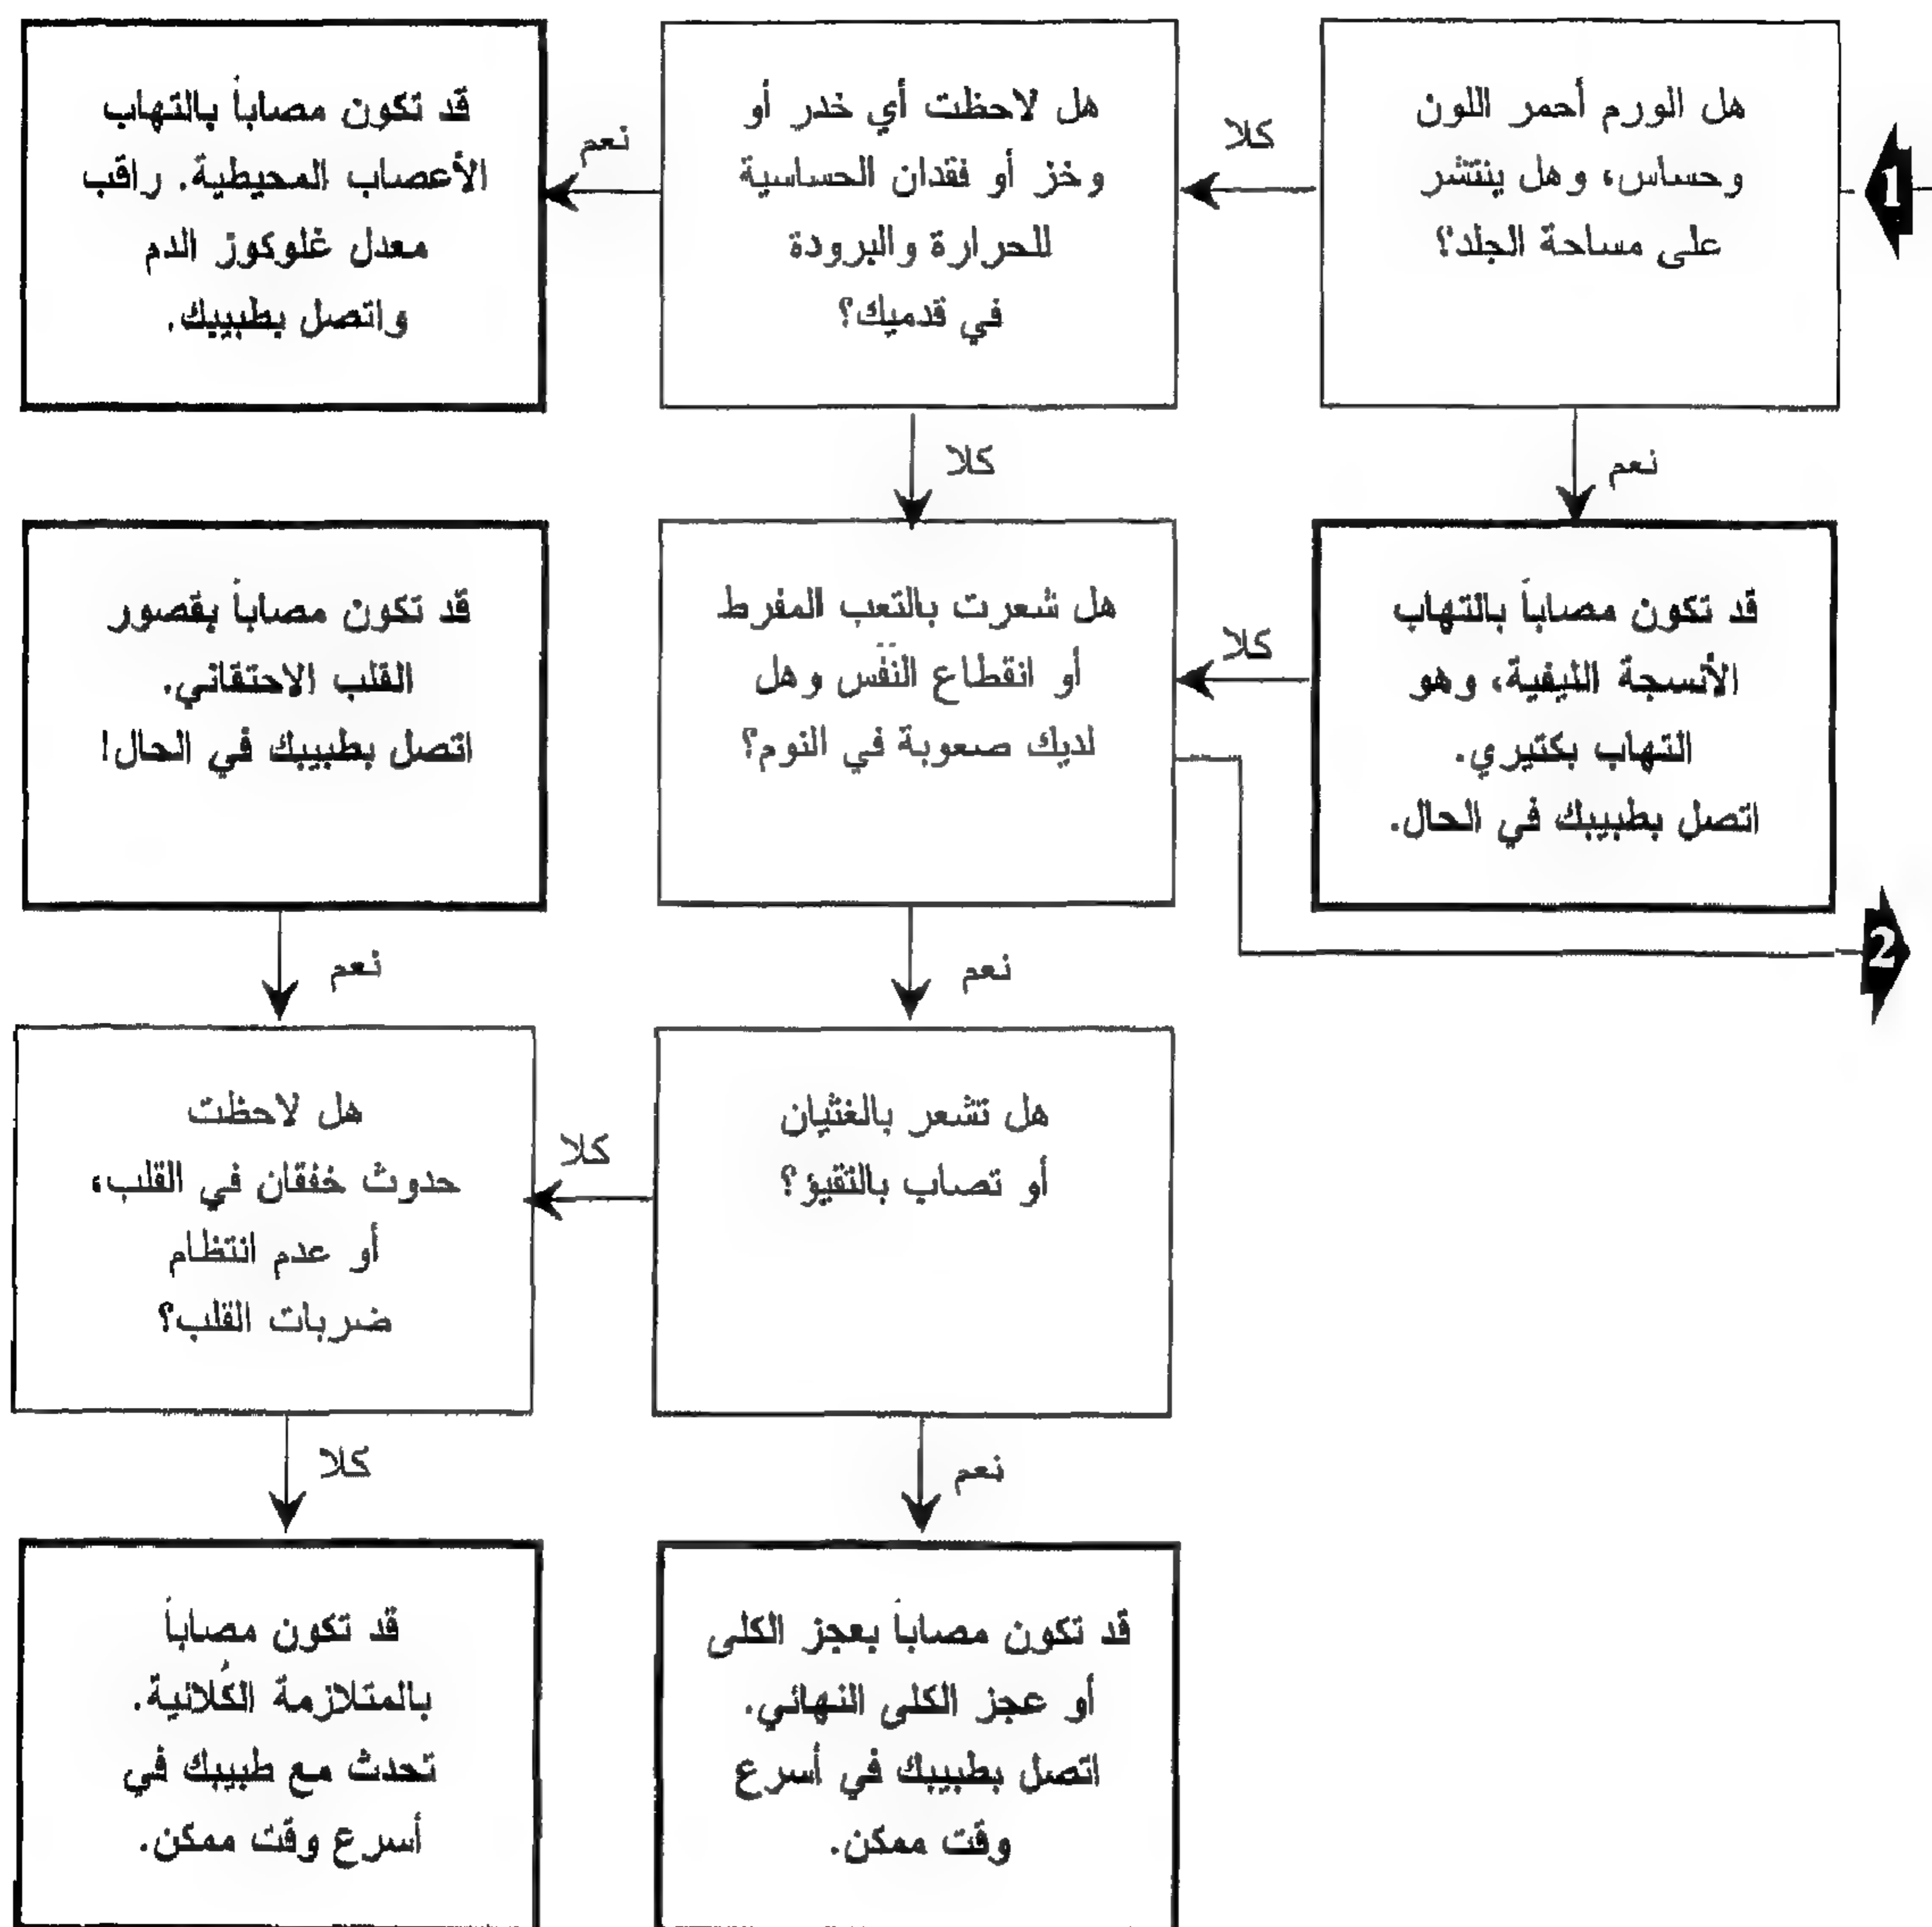 1
هل الورم أحمر اللون
وحساس، وهل ينتشر
على مساحة الجلد؟
كلا
هل لاحظت أي خدر أو
وخز أو فقدان الحساسية
للحرارة والبرودة
في قدميك؟
نعم
قد تكون مصاباً بالتهاب
الأعصاب المحيطية. راقب
معدل غلوكوز الدم
واتصل بطبيبك.
نعم
كلا
قد تكون مصاباً بالتهاب
الأنسجة الليفية، وهو
التهاب بكتيري.
اتصل بطبيبك في الحال.
كلا
هل شعرت بالتعب المفرط
أو انقطاع النَفَس وهل
لديك صعوبة في النوم؟
قد تكون مصاباً بقصور
القلب الاحتقاني.
اتصل بطبيبك في الحال!
2
نعم
نعم
هل تشعر بالغثيان
أو تصاب بالتقيؤ؟
كلا
هل لاحظت
حدوث خفقان في القلب،
أو عدم انتظام
ضربات القلب؟
نعم
كلا
قد تكون مصاباً بعجز الكلى
أو عجز الكلى النهائي.
اتصل بطبيبك في أسرع
وقت ممكن.
قد تكون مصاباً
بالمتلازمة الكُلائية.
تحدث مع طبيبك في
أسرع وقت ممكن.